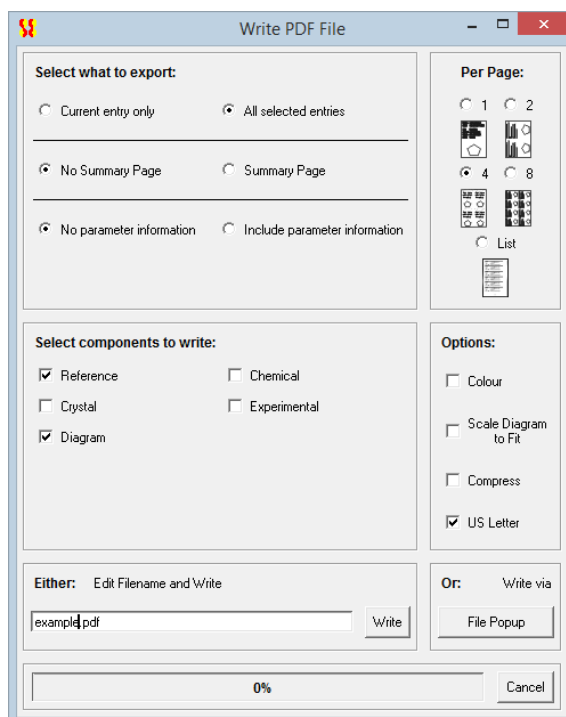 Write PDF File
Select what to export:
Current entry only All selected entries
No Summary Page Summary Page
No parameter information Include parameter information
Per Page:
1 2
4 8
List
Select components to write:
Reference Chemical
Crystal Experimental
Diagram
Options:
Colour
Scale Diagram
to Fit
Compress
US Letter
Either: Edit Filename and Write
example.pdf Write
Or: Write via
File Popup
0% Cancel